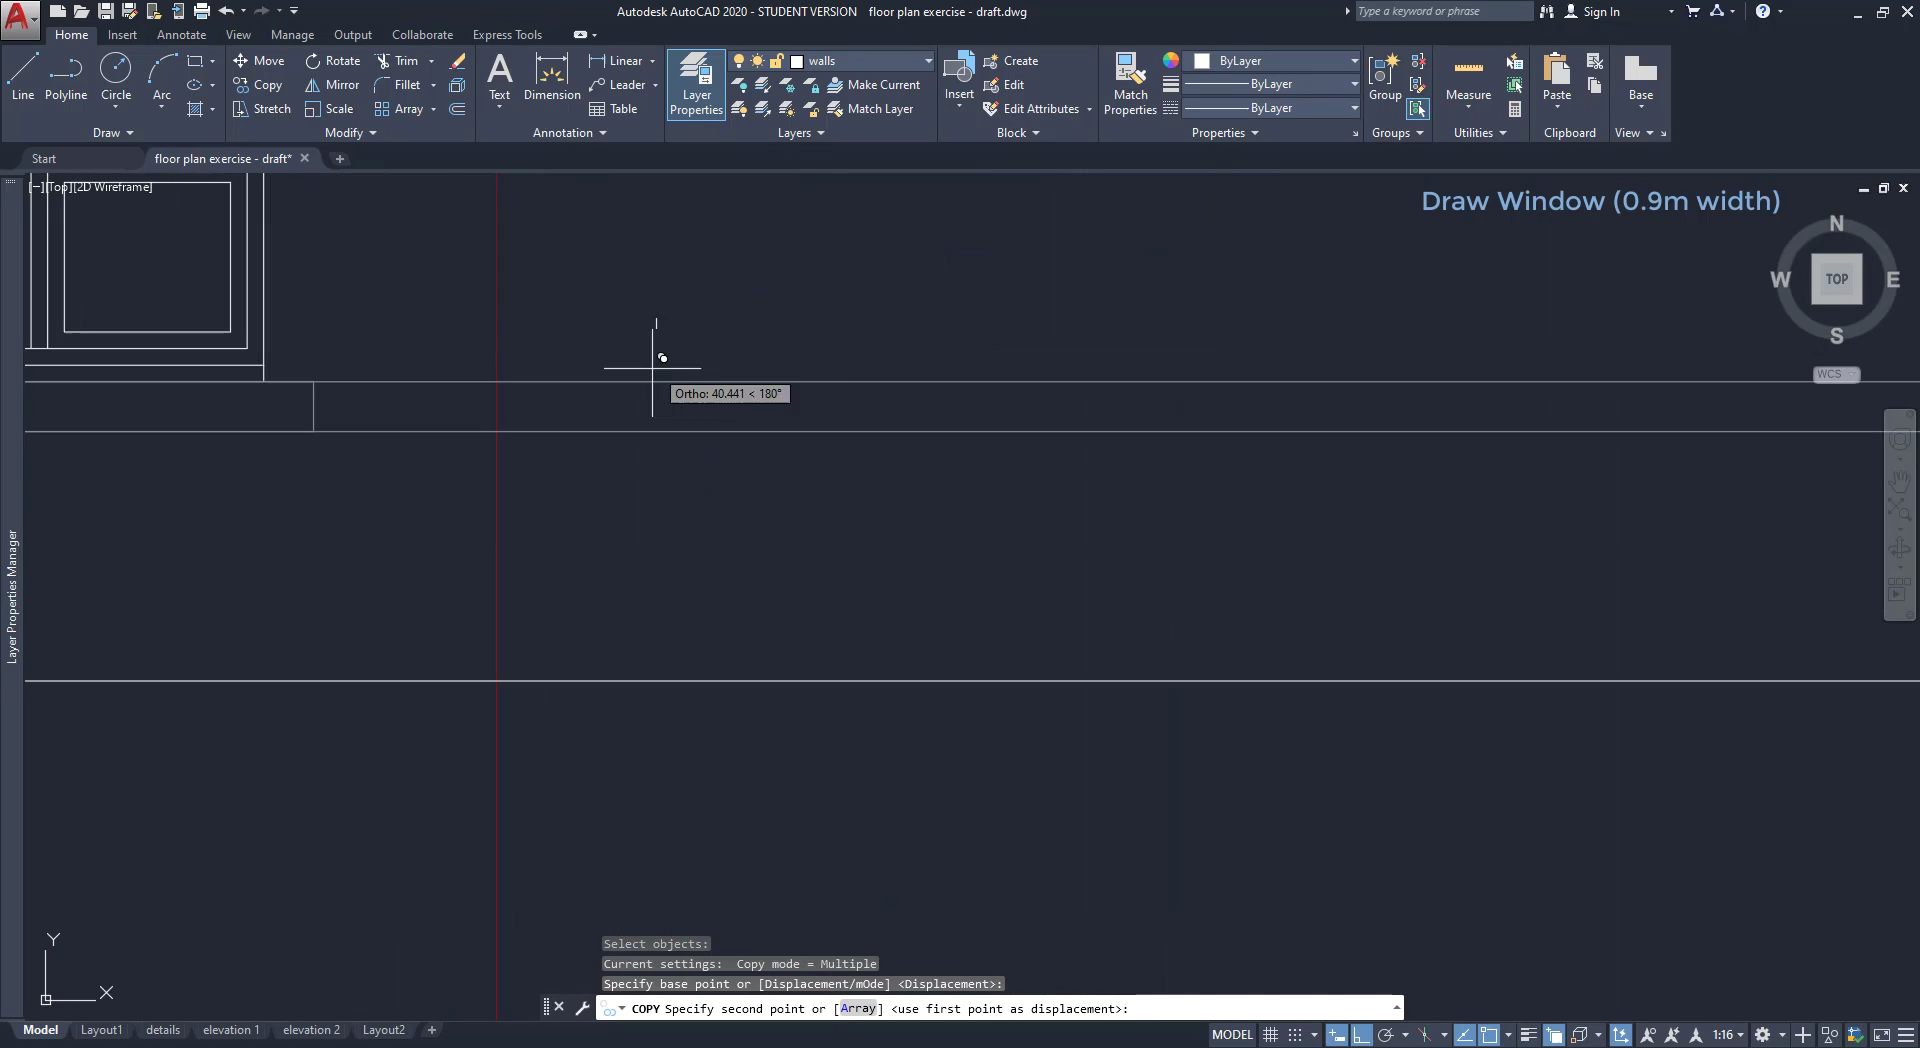 Autodesk AutoCAD 2020 - STUDENT VERSION floor plan exercise - draft.dwg
Type a keyword or phrase
Sign In
Home Insert Annotate View Manage Output Collaborate Express Tools
Line
Polyline
Circle
Arc
Draw
Move Rotate Trim
Copy Mirror Fillet
Stretch Scale Array
Modify
Text
Dimension
Linear
Leader
Table
Annotation
Layer Properties
walls
Make Current
Match Layer
Layers
Insert
Create
Edit
Edit Attributes
Block
Match Properties
ByLayer
ByLayer
ByLayer
Properties
Group
Groups
Measure
Utilities
Paste
Clipboard
Base
View
Start
floor plan exercise - draft*
[−][Top][2D Wireframe]
Draw Window (0.9m width)
N
W TOP E
S
WCS
Ortho: 40.441 < 180°
Layer Properties Manager
Y
X
Select objects:
Current settings:  Copy mode = Multiple
Specify base point or [Displacement/mOde] <Displacement>:
COPY Specify second point or [Array] <use first point as displacement>:
Model Layout1 details elevation 1 elevation 2 Layout2
MODEL 1:16